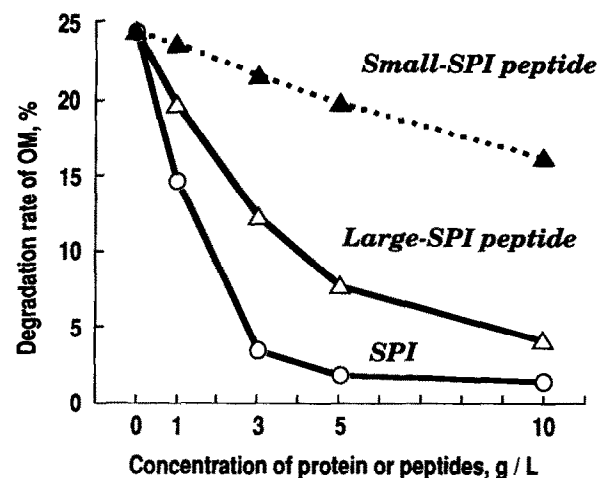 Degradation rate of OM, %
25
20
15
10
5
0
Small-SPI peptide
Large-SPI peptide
SPI
0 1 3 5 10
Concentration of protein or peptides, g / L